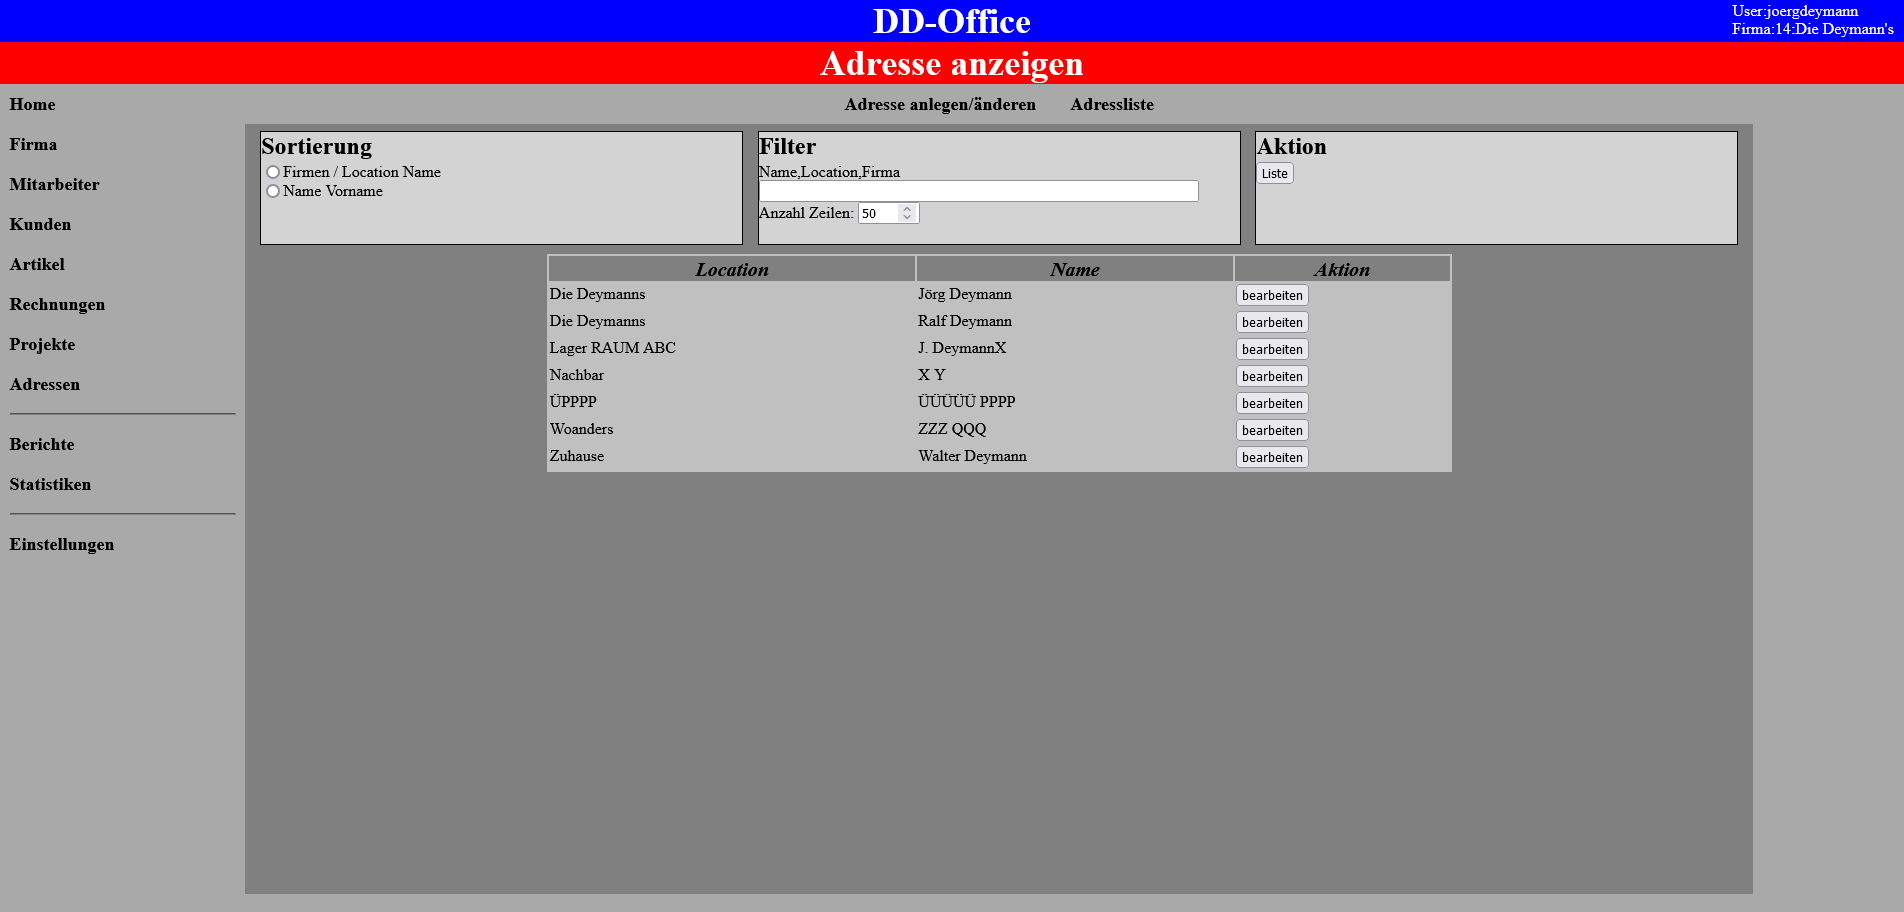 DD-Office
User:joergdeymann
Firma:14:Die Deymann's
Adresse anzeigen
Adresse anlegen/änderen Adressliste
Home
Firma
Mitarbeiter
Kunden
Artikel
Rechnungen
Projekte
Adressen
Berichte
Statistiken
Einstellungen
Sortierung
Firmen / Location Name
Name Vorname
Filter
Name,Location,Firma
Anzahl Zeilen: 50
Aktion
Liste
Location Name Aktion
Die Deymanns Jörg Deymann bearbeiten
Die Deymanns Ralf Deymann bearbeiten
Lager RAUM ABC J. DeymannX bearbeiten
Nachbar X Y bearbeiten
ÜPPPP ÜÜÜÜÜ PPPP bearbeiten
Woanders ZZZ QQQ bearbeiten
Zuhause Walter Deymann bearbeiten